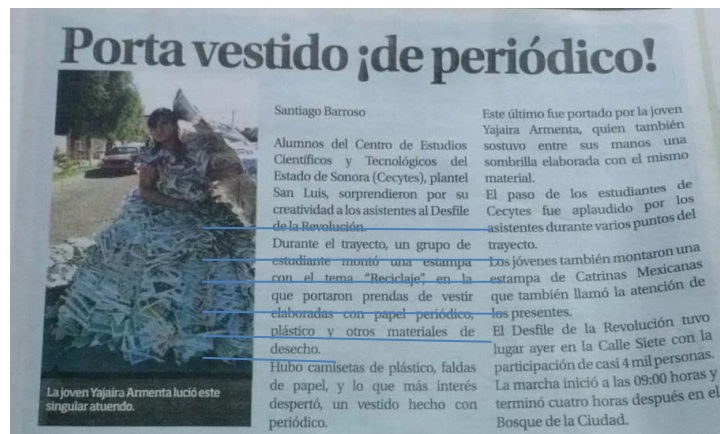 Porta vestido ¡de periódico!
La joven Yajaira Armenta lució este
singular atuendo.
Santiago Barroso
Alumnos del Centro de Estudios
Científicos y Tecnológicos del
Estado de Sonora (Cecytes), plantel
San Luis, sorprendieron por su
creatividad a los asistentes al Desfile
de la Revolución.
Durante el trayecto, un grupo de
estudiante montó una estampa
con el tema “Reciclaje”, en la
que portaron prendas de vestir
elaboradas con papel periódico,
plástico y otros materiales de
desecho.
Hubo camisetas de plástico, faldas
de papel, y lo que más interés
despertó, un vestido hecho con
periódico.
Este último fue portado por la joven
Yajaira Armenta, quien también
sostuvo entre sus manos una
sombrilla elaborada con el mismo
material.
El paso de los estudiantes de
Cecytes fue aplaudido por los
asistentes durante varios puntos del
trayecto.
Los jóvenes también montaron una
estampa de Catrinas Mexicanas
que también llamó la atención de
los presentes.
El Desfile de la Revolución tuvo
lugar ayer en la Calle Siete con la
participación de casi 4 mil personas.
La marcha inició a las 09:00 horas y
terminó cuatro horas después en el
Bosque de la Ciudad.